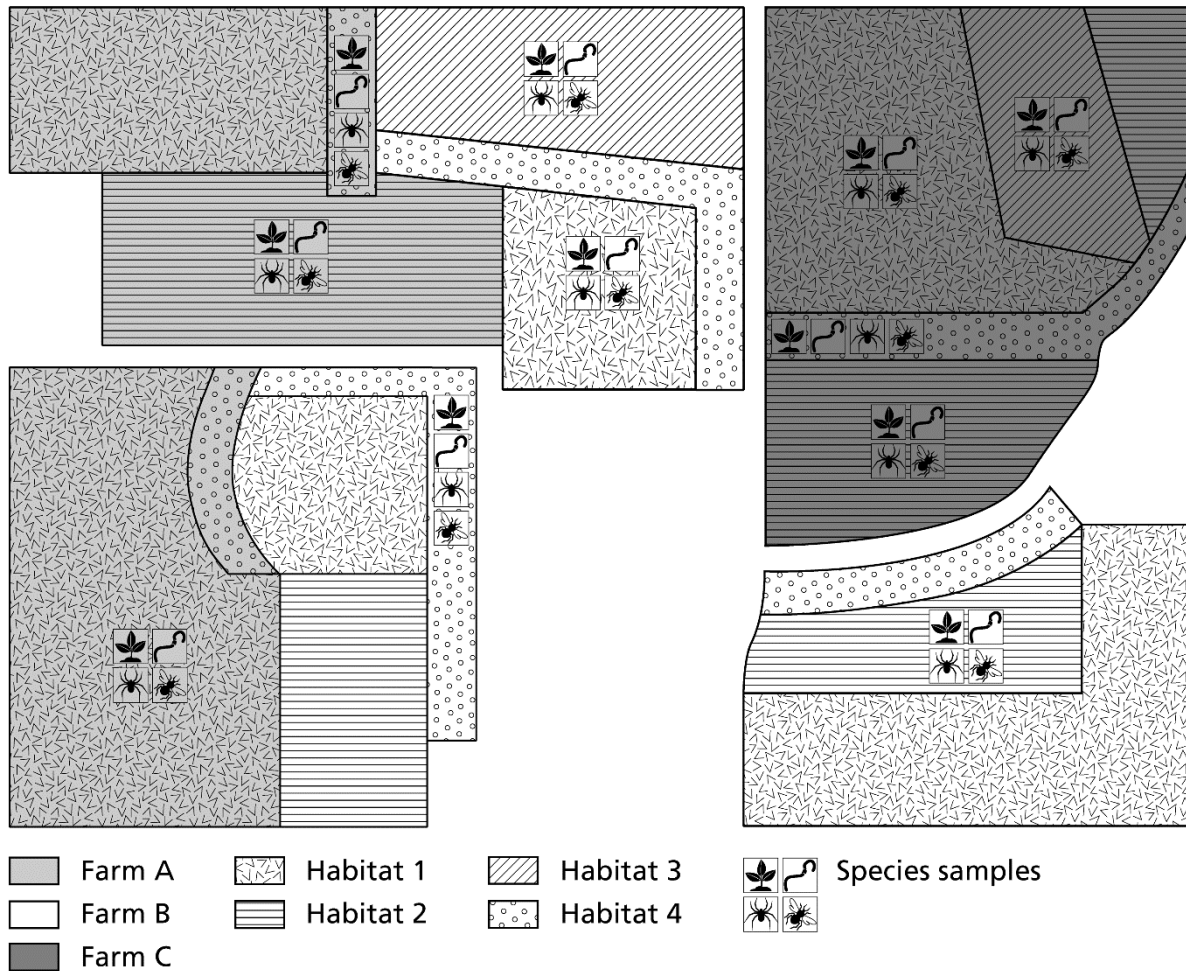 Farm A
Habitat 1
Habitat 3
Species samples
Farm B
Habitat 2
Habitat 4
Farm C